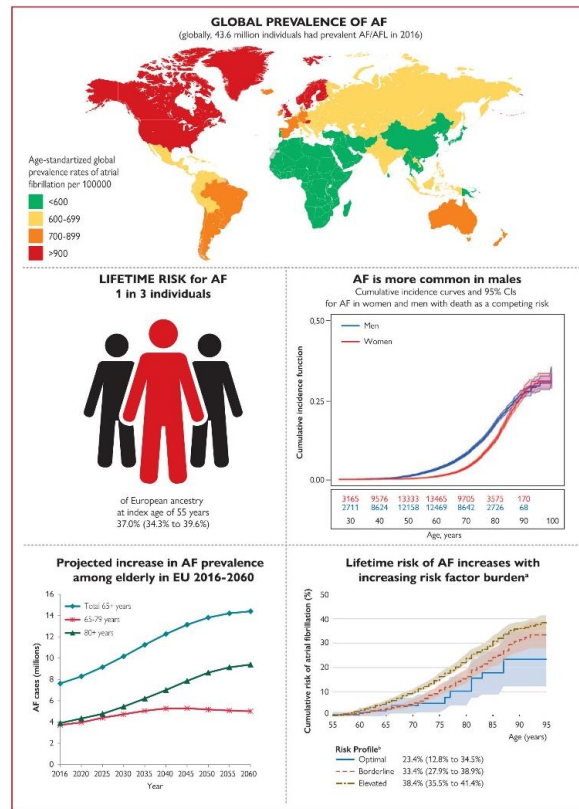 GLOBAL PREVALENCE OF AF
(globally, 43.6 million individuals had prevalent AF/AFL in 2016)
Age-standartized global
prevalence rates of atrial
fibrillation per 100000
<600
600-699
700-899
>900
LIFETIME RISK for AF
1 in 3 individuals
of European ancestry
at index age of 55 years
37.0% (34.3% to 39.6%)
AF is more common in males
Cumulative incidence curves and 95% CIs
for AF in women and men with death as a competing risk
Cumulative incidence function
0,50
0.25
0.00
Men
Women
3165 9576 13333 13465 9705 3575 170
2711 8624 12158 12469 8642 2726 68
30 40 50 60 70 80 90 100
Age, years
Projected increase in AF prevalence
among elderly in EU 2016-2060
AF cases (millions)
16
14
12
10
8
6
4
2
0
Total 65+ years
65-79 years
80+ years
2016 2020 2025 2030 2035 2040 2045 2050 2055 2060
Year
Lifetime risk of AF increases with
increasing risk factor burdenª
Cumulative risk of atrial fibrillation (%)
50
40
30
20
10
0
55 60 65 70 75 80 85 90 95
Age (years)
Risk Profileª
Optimal 23.4% (12.8% to 34.5%)
Borderline 33.4% (27.9% to 38.9%)
Elevated 38.4% (35.5% to 41.4%)